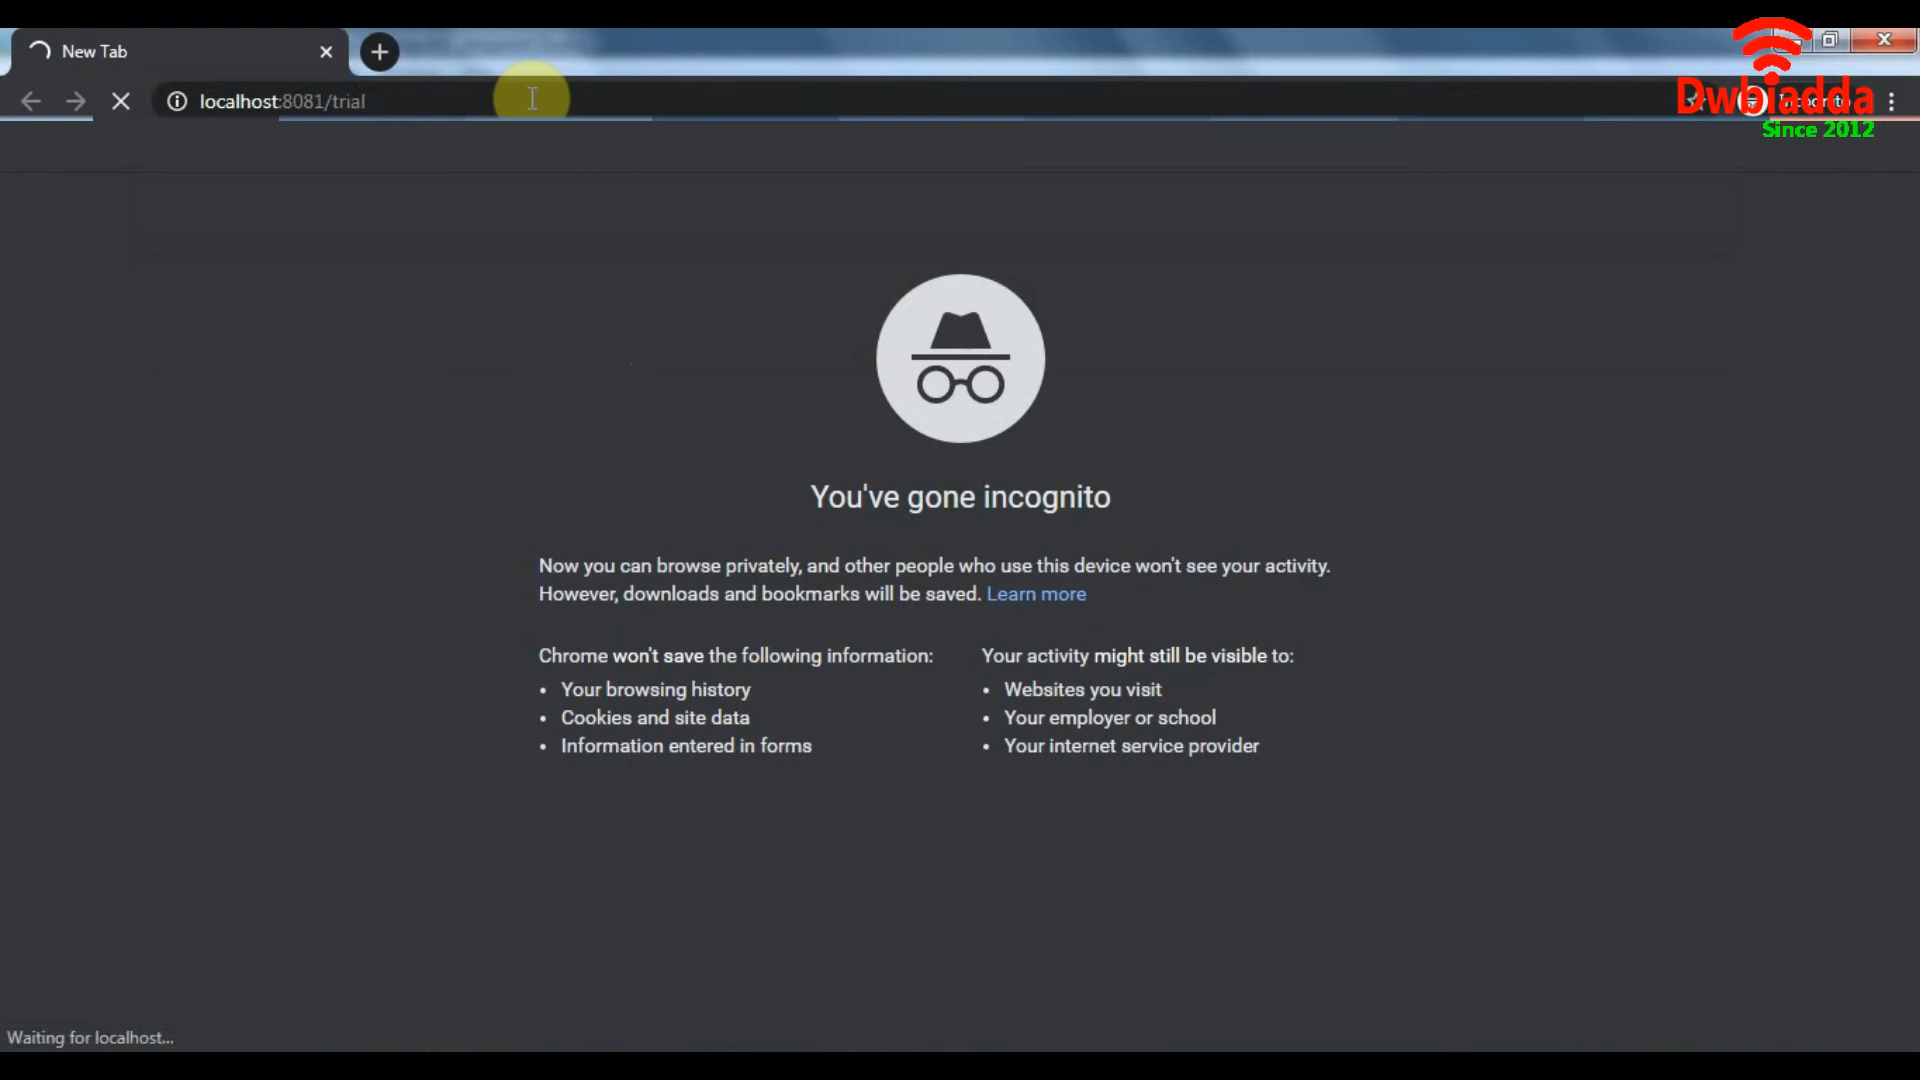 New Tab
localhost:8081/trial
Dwbiadda
Since 2012
You've gone incognito
Now you can browse privately, and other people who use this device won't see your activity.
However, downloads and bookmarks will be saved. Learn more
Chrome won't save the following information:
• Your browsing history
• Cookies and site data
• Information entered in forms
Your activity might still be visible to:
• Websites you visit
• Your employer or school
• Your internet service provider
Waiting for localhost...